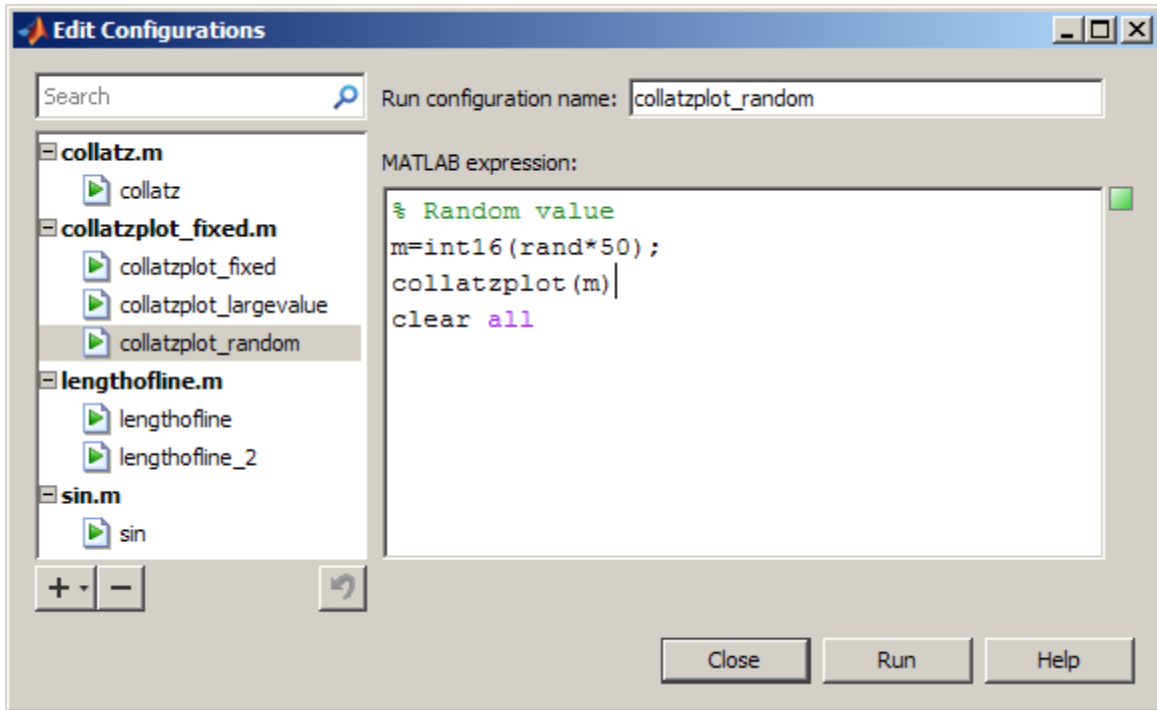 Edit Configurations
Search
Run configuration name: collatzplot_random
collatz.m
collatz
collatzplot_fixed.m
collatzplot_fixed
collatzplot_largevalue
collatzplot_random
lengthofline.m
lengthofline
lengthofline_2
sin.m
sin
MATLAB expression:
% Random value
m=int16(rand*50);
collatzplot(m)
clear all
Close Run Help